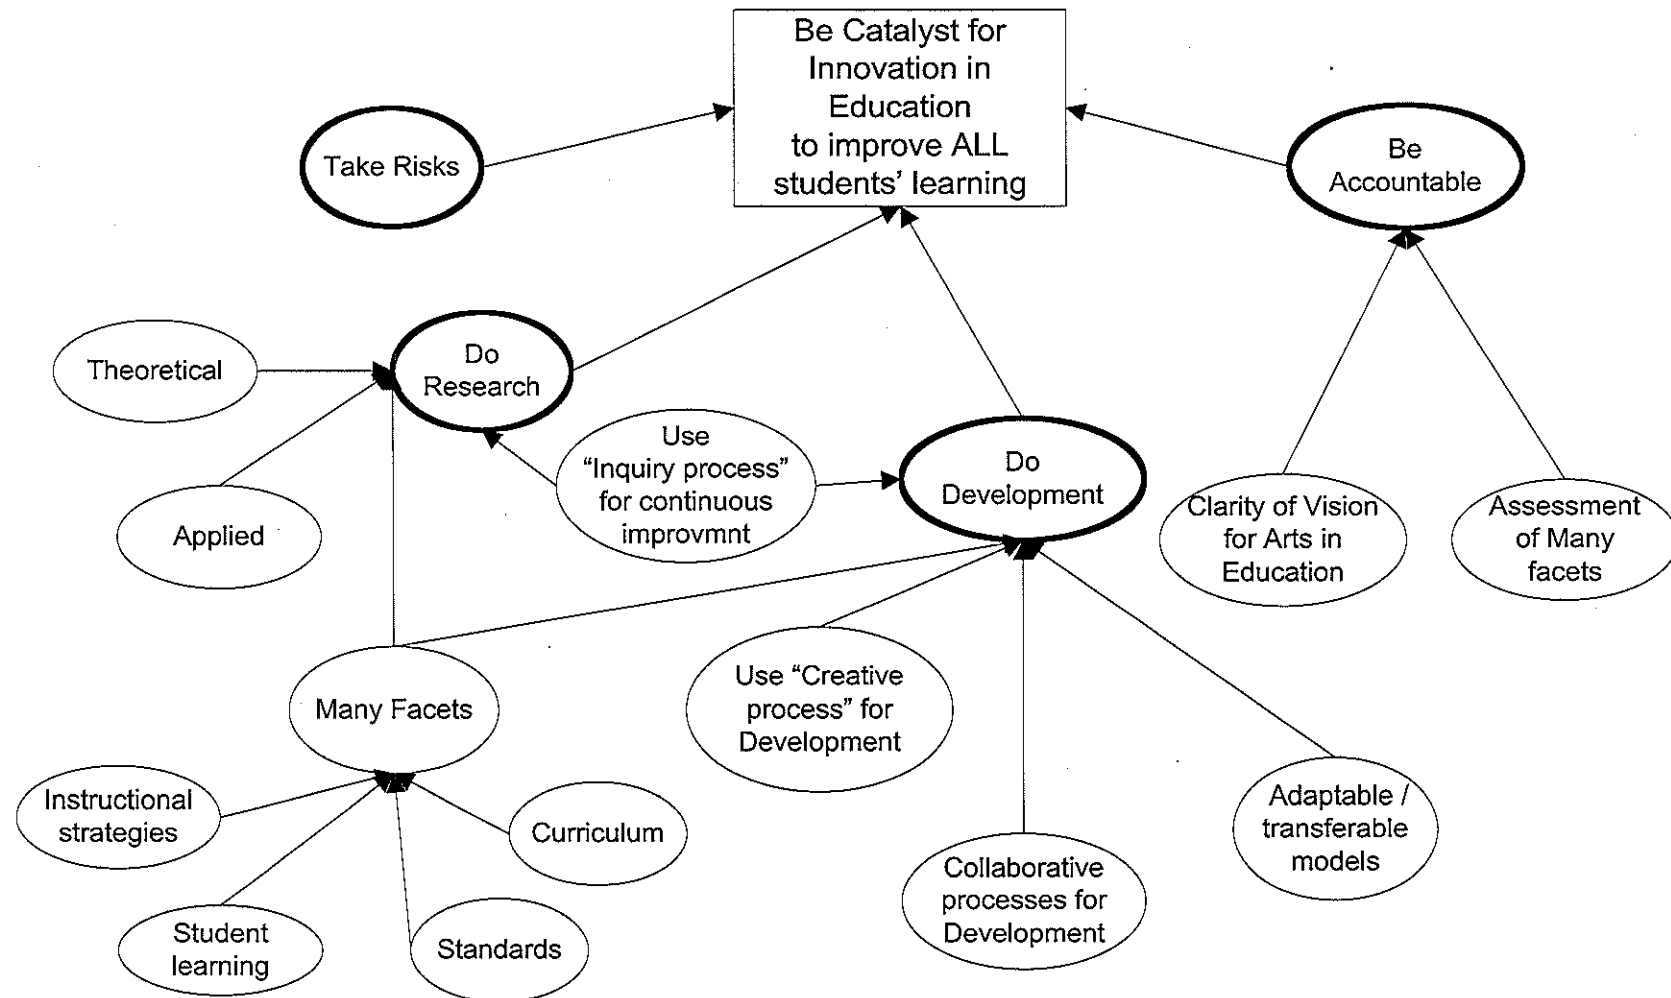 Be Catalyst for
Innovation in
Education
to improve ALL
students’ learning
Take Risks
Be
Accountable
Do
Research
Theoretical
Applied
Use
“Inquiry process”
for continuous
improvmnt
Do
Development
Clarity of Vision
for Arts in
Education
Assessment
of Many
facets
Many Facets
Use “Creative
process” for
Development
Instructional
strategies
Curriculum
Student
learning
Standards
Collaborative
processes for
Development
Adaptable /
transferable
models